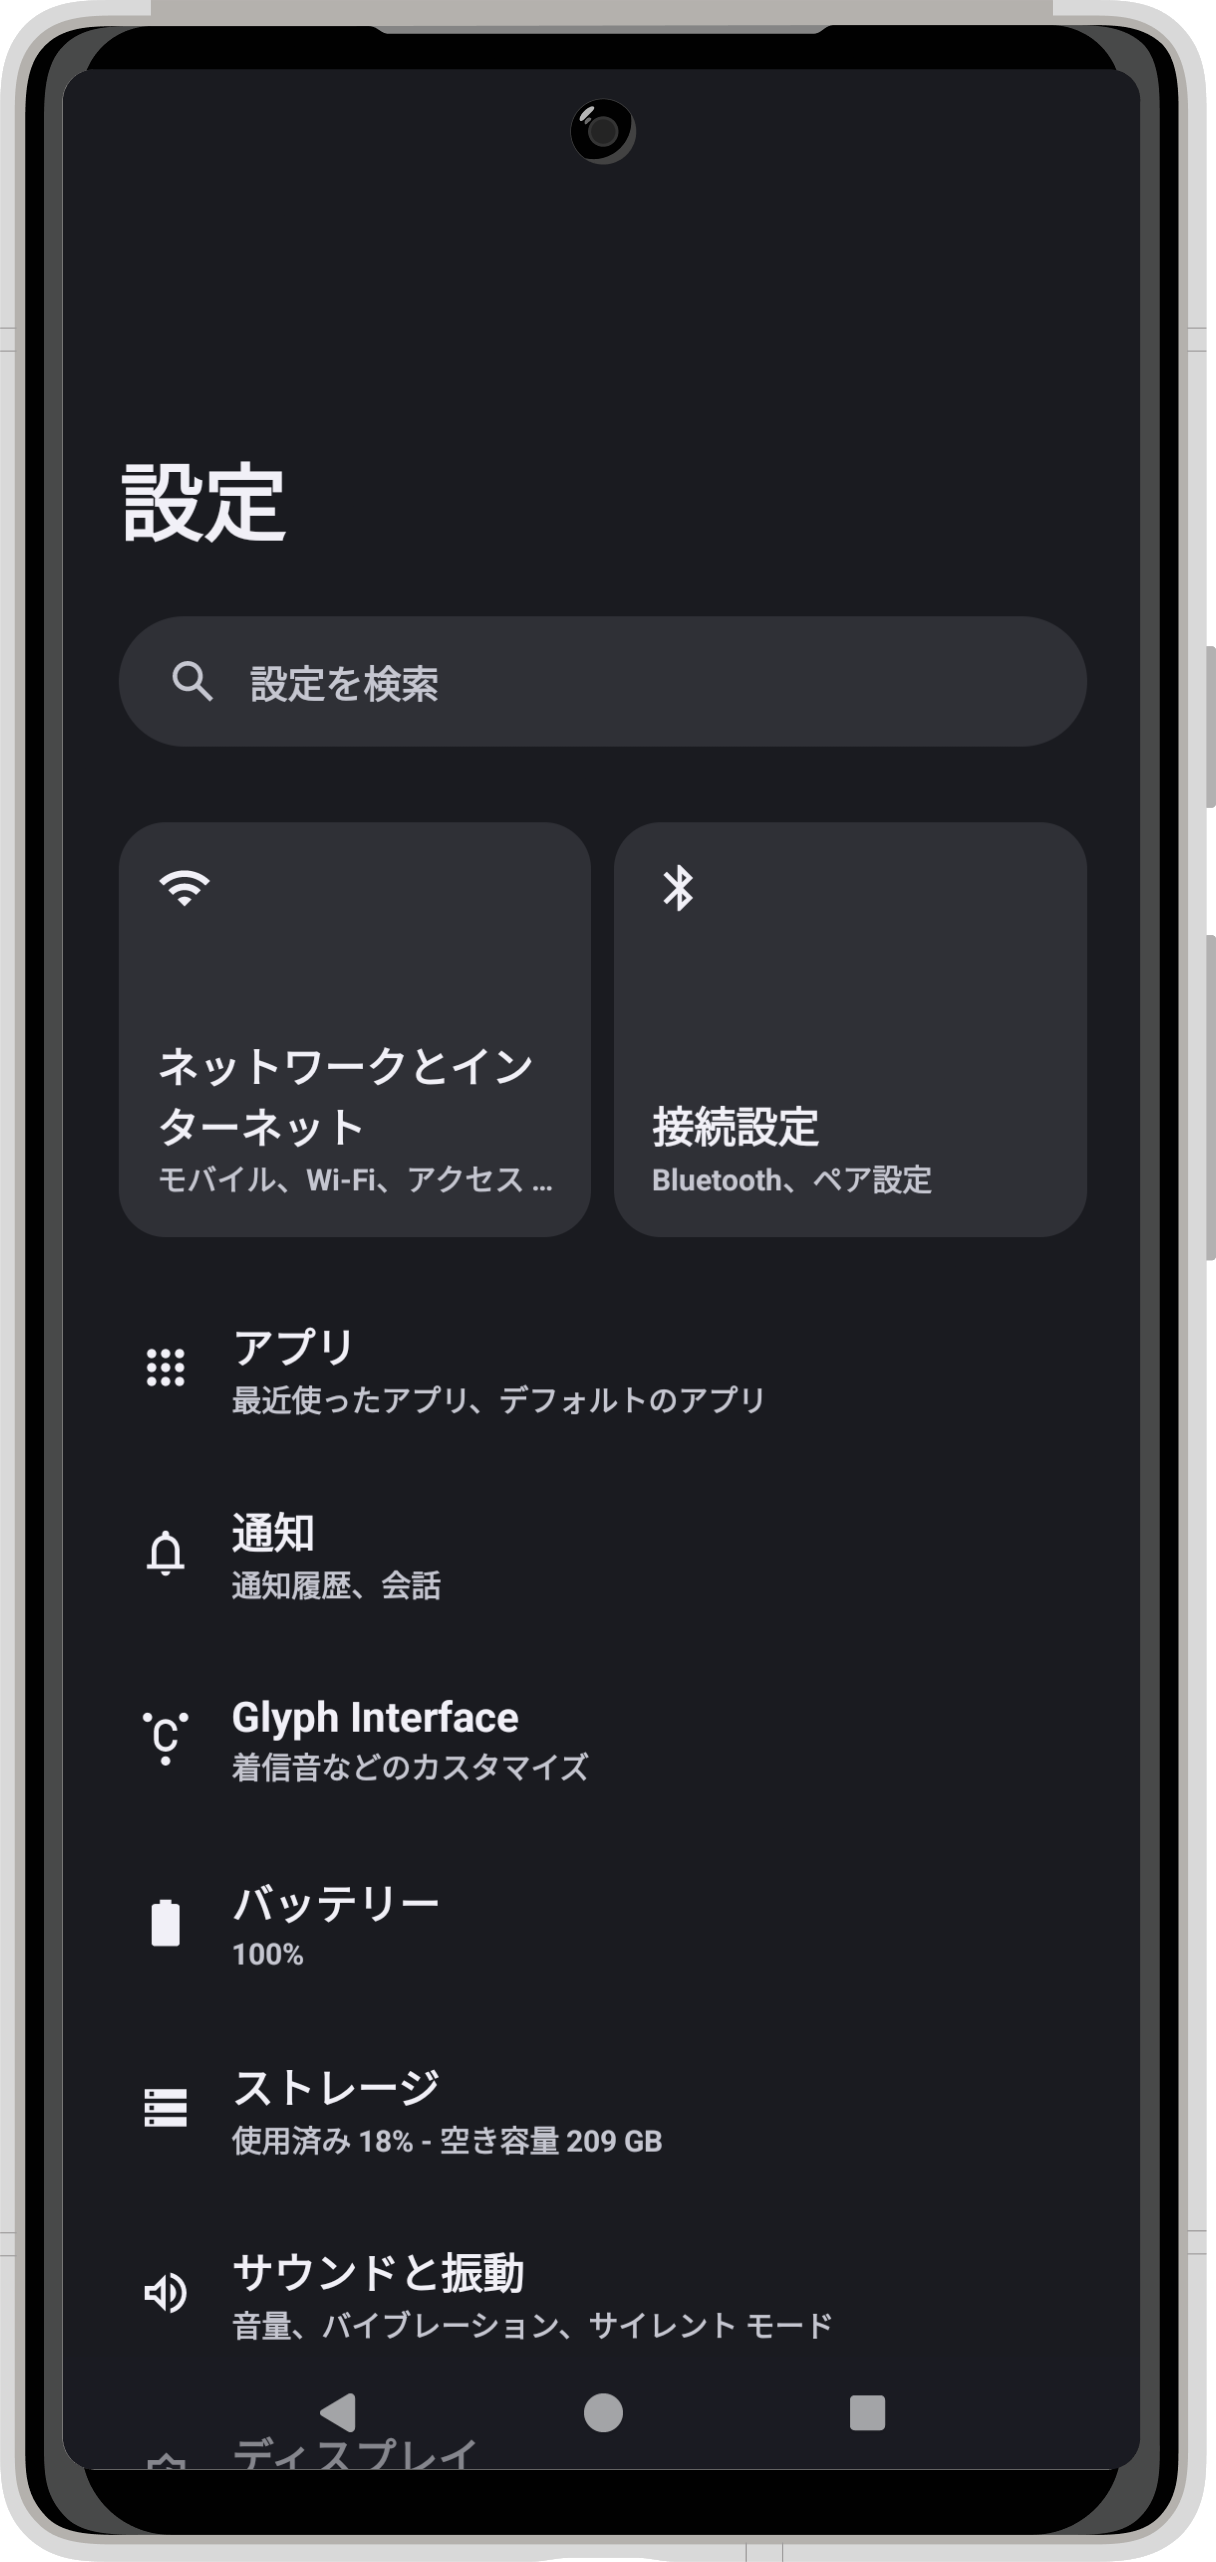 設定
設定を検索
ネットワークとイン
ターネット
モバイル、Wi-Fi、アクセス ...
接続設定
Bluetooth、ペア設定
アプリ
最近使ったアプリ、デフォルトのアプリ
通知
通知履歴、会話
Glyph Interface
着信音などのカスタマイズ
バッテリー
100%
ストレージ
使用済み 18% - 空き容量 209 GB
サウンドと振動
音量、バイブレーション、サイレント モード
ディスプレイ